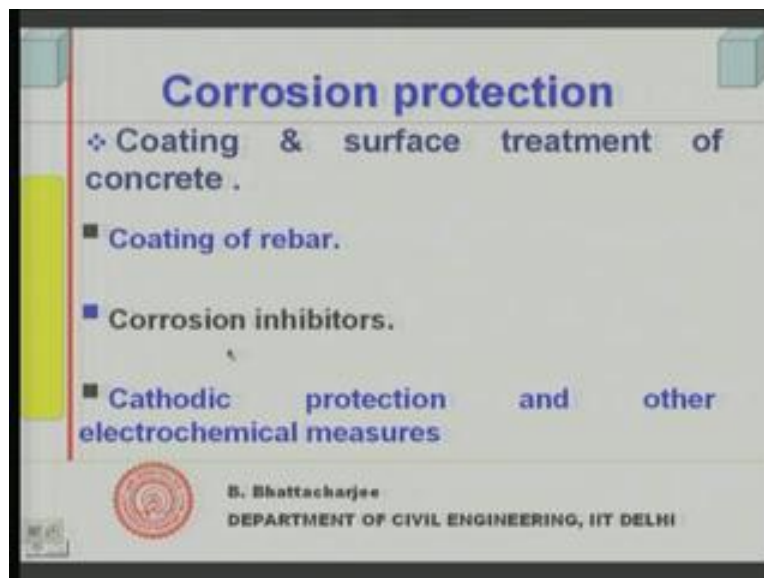 Corrosion protection
Coating & surface treatment of
concrete .
Coating of rebar.
Corrosion inhibitors.
Cathodic protection and other
electrochemical measures
B. Bhattacharjee
DEPARTMENT OF CIVIL ENGINEERING, IIT DELHI